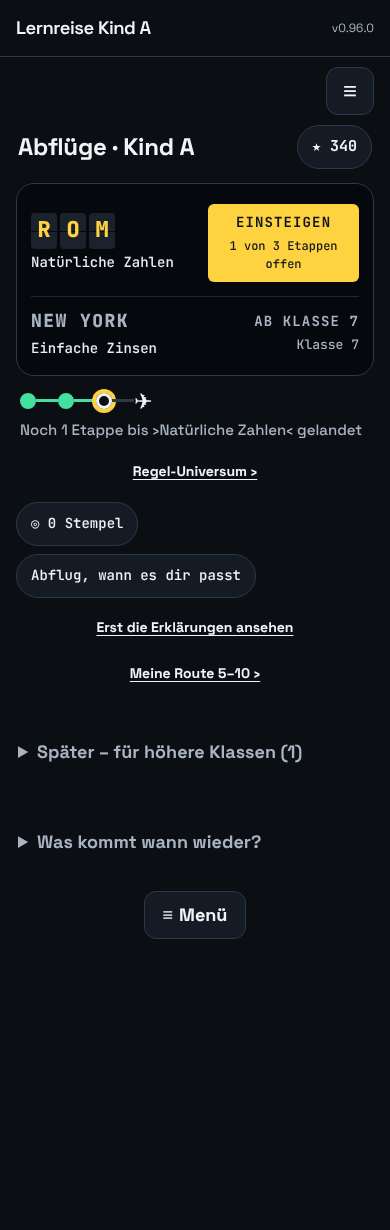 Lernreise Kind A
v0.96.0
≡
Abflüge · Kind A
★ 340
ROM
EINSTEIGEN
1 von 3 Etappen
offen
Natürliche Zahlen
NEW YORK
AB KLASSE 7
Einfache Zinsen
Klasse 7
Noch 1 Etappe bis ›Natürliche Zahlen‹ gelandet
Regel-Universum ›
◎ 0 Stempel
Abflug, wann es dir passt
Erst die Erklärungen ansehen
Meine Route 5–10 ›
▶ Später – für höhere Klassen (1)
▶ Was kommt wann wieder?
≡ Menü